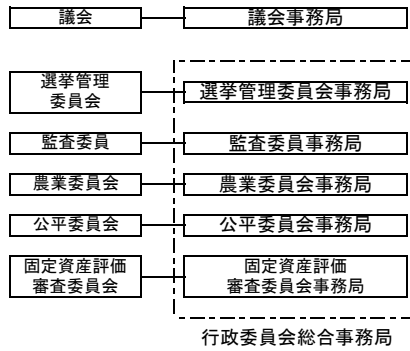 議会 議会事務局
選挙管理
委員会
選挙管理委員会事務局
監査委員 監査委員事務局
農業委員会 農業委員会事務局
公平委員会 公平委員会事務局
固定資産評価
審査委員会
固定資産評価
審査委員会事務局
行政委員会総合事務局